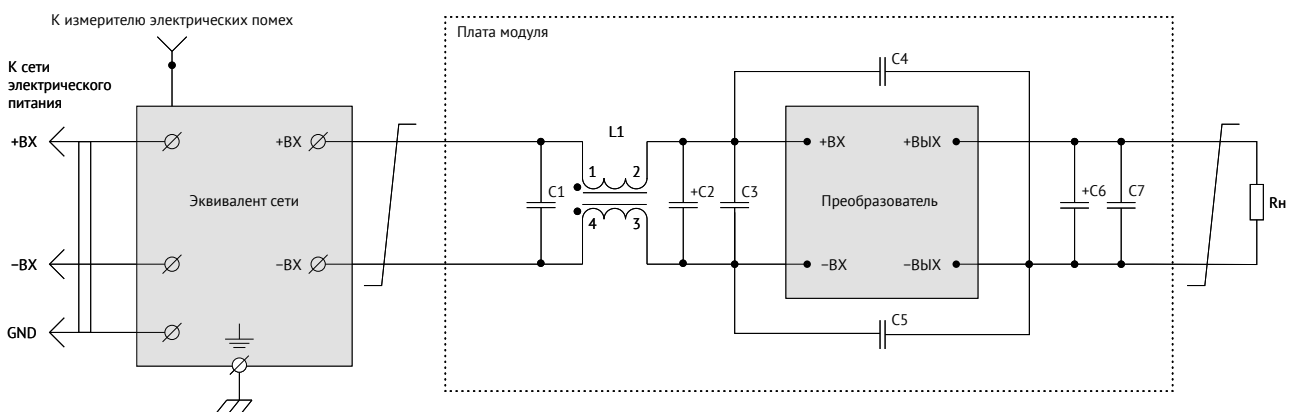 К измерителю электрических помех
Плата модуля
К сети
электрического
питания
+ВХ
−ВХ
GND
+ВХ
−ВХ
Эквивалент сети
C1
L1
1
2
4
3
+C2
C3
C4
+ВХ
+ВЫХ
Преобразователь
−ВХ
−ВЫХ
C5
+C6
C7
Rн